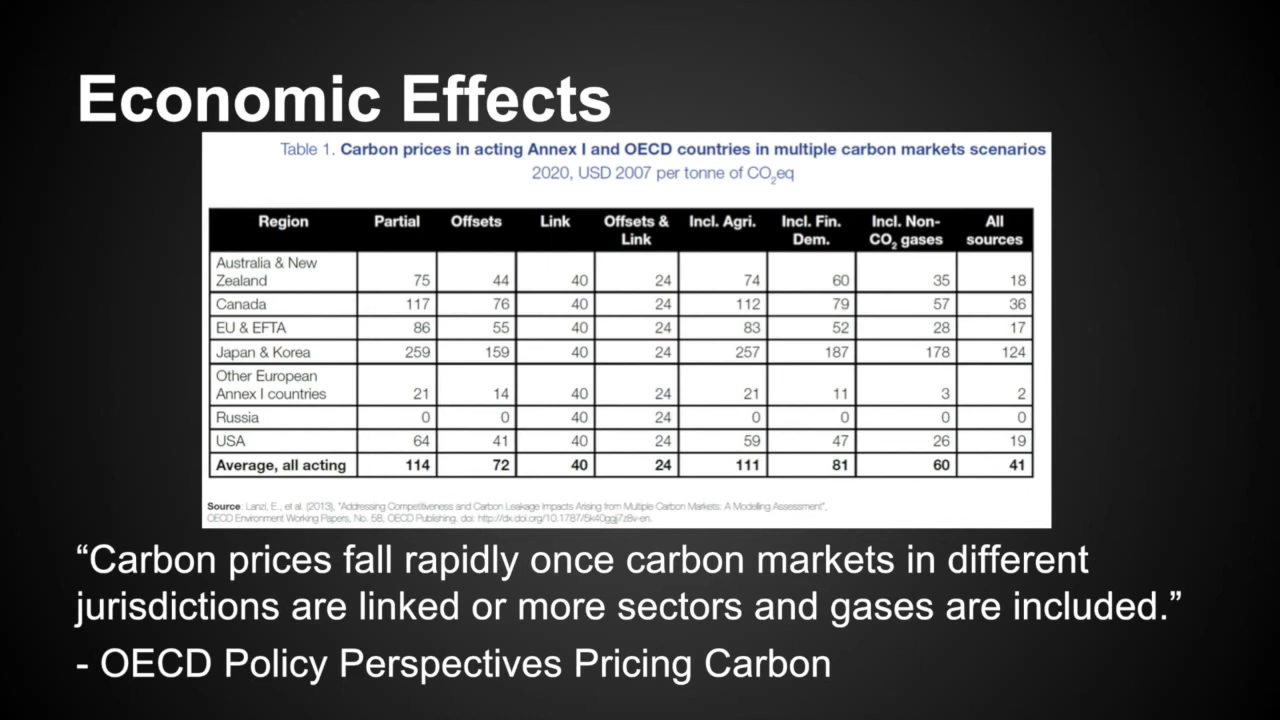 Economic Effects
Table 1. Carbon prices in acting Annex I and OECD countries in multiple carbon markets scenarios
2020, USD 2007 per tonne of CO₂eq
Region Partial Offsets Link Offsets & Link Incl. Agri. Incl. Fin. Dem. Incl. Non-CO₂ gases All sources
Australia & New Zealand 75 44 40 24 74 60 35 18
Canada 117 76 40 24 112 79 57 36
EU & EFTA 86 55 40 24 83 52 28 17
Japan & Korea 259 159 40 24 257 187 178 124
Other European Annex I countries 21 14 40 24 21 11 3 2
Russia 0 0 40 24 0 0 0 0
USA 64 41 40 24 59 47 26 19
Average, all acting 114 72 40 24 111 81 60 41
Source: Lanzi, E., et al. (2013), "Addressing Competitiveness and Carbon Leakage Impacts Arising from Multiple Carbon Markets: A Modelling Assessment",
OECD Environment Working Papers, No. 58, OECD Publishing. doi: http://dx.doi.org/10.1787/5k40ggj7z8v-en.
“Carbon prices fall rapidly once carbon markets in different
jurisdictions are linked or more sectors and gases are included.”
- OECD Policy Perspectives Pricing Carbon